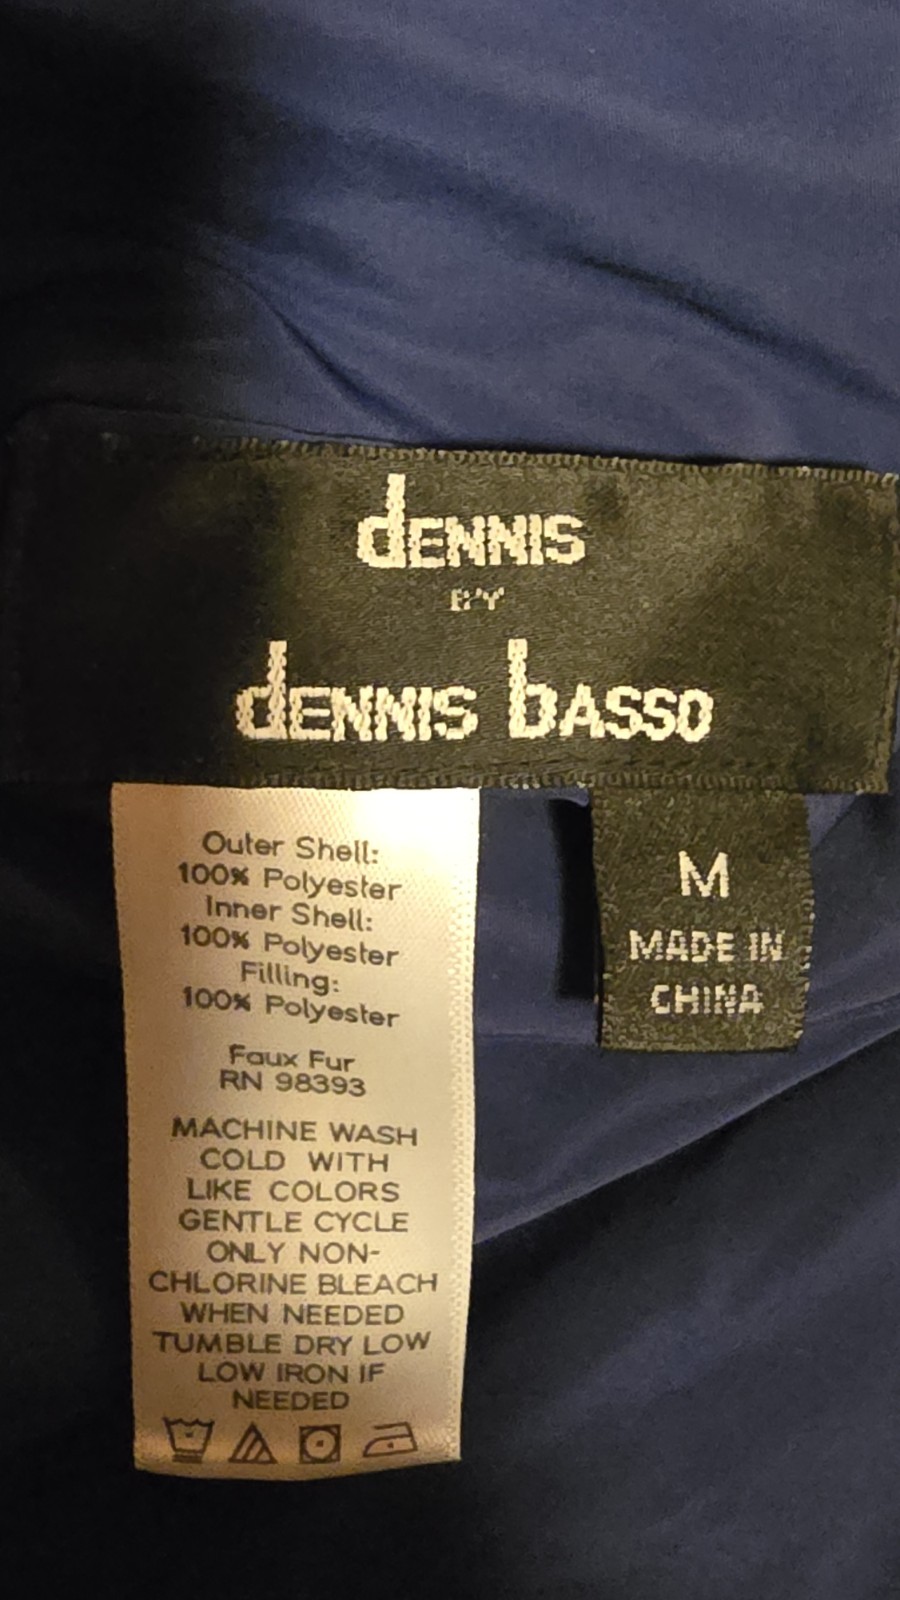 dENNIS
BY
dENNIS bASSO
Outer Shell:
100% Polyester
Inner Shell:
100% Polyester
Filling:
100% Polyester
Faux Fur
RN 98393
MACHINE WASH
COLD WITH
LIKE COLORS
GENTLE CYCLE
ONLY NON-
CHLORINE BLEACH
WHEN NEEDED
TUMBLE DRY LOW
LOW IRON IF
NEEDED
M
MADE IN
CHINA